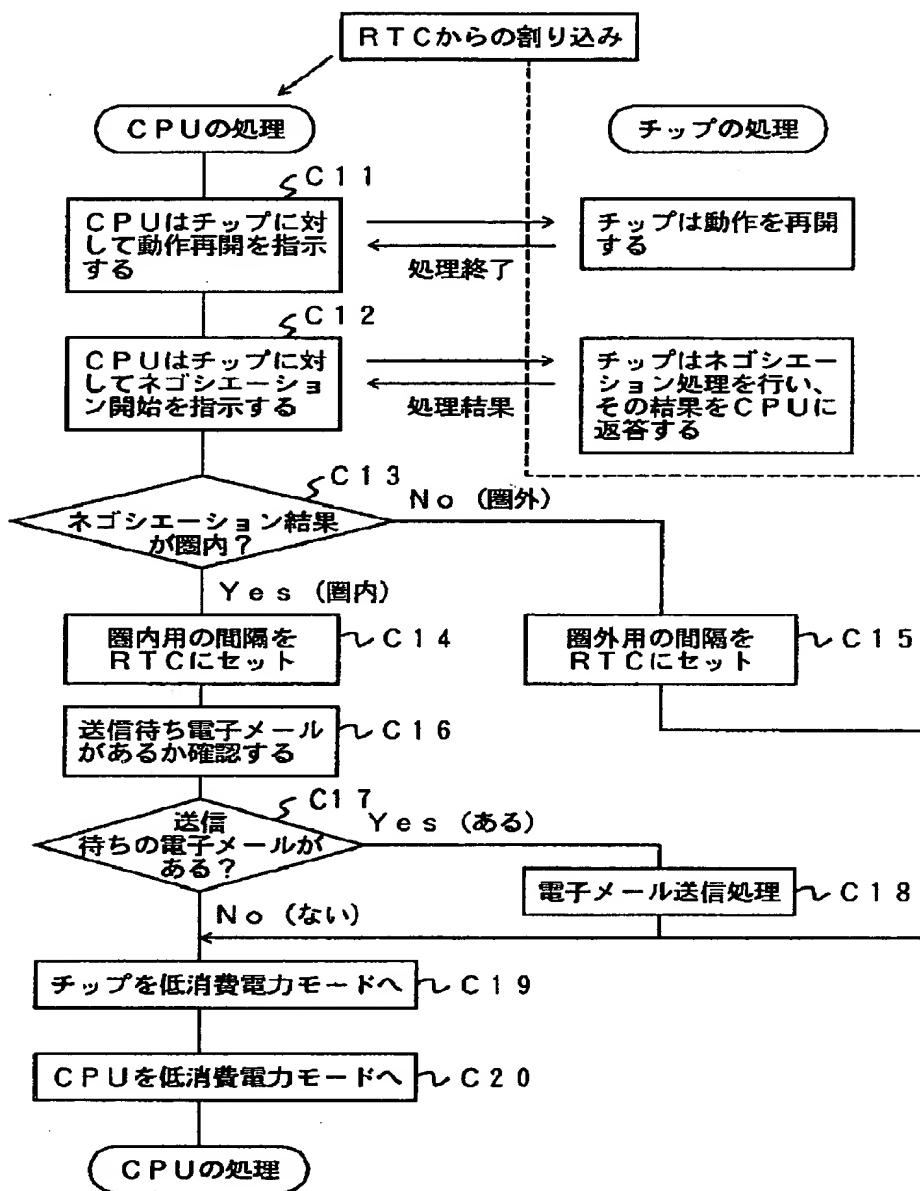 RTCからの割り込み
CPUの処理
チップの処理
C11
CPUはチップに対
して動作再開を指示
する
処理終了
チップは動作を再開
する
C12
CPUはチップに対
してネゴシエーショ
ン開始を指示する
処理結果
チップはネゴシエー
ション処理を行い、
その結果をCPUに
返答する
C13
ネゴシエーション結果
が圏内?
No (圏外)
Yes (圏内)
圏内用の間隔を
RTCにセット
C14
圏外用の間隔を
RTCにセット
C15
送信待ち電子メール
があるか確認する
C16
C17
送信
待ちの電子メールが
ある?
Yes (ある)
電子メール送信処理
C18
No (ない)
チップを低消費電力モードへ
C19
CPUを低消費電力モードへ
C20
CPUの処理